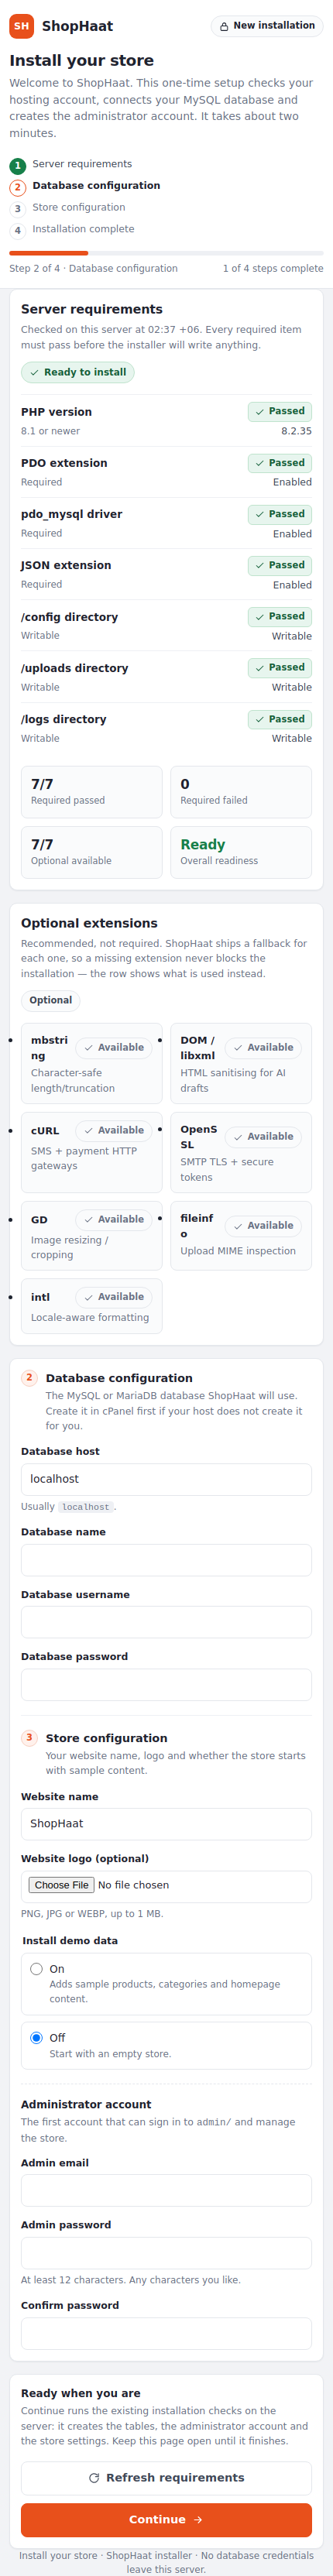 SH ShopHaat New installation
Install your store
Welcome to ShopHaat. This one-time setup checks your
hosting account, connects your MySQL database and
creates the administrator account. It takes about two
minutes.
1 Server requirements
2 Database configuration
3 Store configuration
4 Installation complete
Step 2 of 4 · Database configuration 1 of 4 steps complete
Server requirements
Checked on this server at 02:37 +06. Every required item
must pass before the installer will write anything.
Ready to install
PHP version Passed
8.1 or newer 8.2.35
PDO extension Passed
Required Enabled
pdo_mysql driver Passed
Required Enabled
JSON extension Passed
Required Enabled
/config directory Passed
Writable Writable
/uploads directory Passed
Writable Writable
/logs directory Passed
Writable Writable
7/7 0
Required passed Required failed
7/7 Ready
Optional available Overall readiness
Optional extensions
Recommended, not required. ShopHaat ships a fallback for
each one, so a missing extension never blocks the
installation — the row shows what is used instead.
Optional
mbstri
ng
Available
Character-safe
length/truncation
DOM /
libxml
Available
HTML sanitising for AI
drafts
cURL Available
SMS + payment HTTP
gateways
OpenS
SL
Available
SMTP TLS + secure
tokens
GD Available
Image resizing /
cropping
fileinf
o
Available
Upload MIME inspection
intl Available
Locale-aware formatting
2 Database configuration
The MySQL or MariaDB database ShopHaat will use.
Create it in cPanel first if your host does not create it
for you.
Database host
localhost
Usually localhost.
Database name
Database username
Database password
3 Store configuration
Your website name, logo and whether the store starts
with sample content.
Website name
ShopHaat
Website logo (optional)
Choose File No file chosen
PNG, JPG or WEBP, up to 1 MB.
Install demo data
On
Adds sample products, categories and homepage
content.
Off
Start with an empty store.
Administrator account
The first account that can sign in to admin/ and manage
the store.
Admin email
Admin password
At least 12 characters. Any characters you like.
Confirm password
Ready when you are
Continue runs the existing installation checks on the
server: it creates the tables, the administrator account and
the store settings. Keep this page open until it finishes.
Refresh requirements
Continue →
Install your store · ShopHaat installer · No database credentials
leave this server.